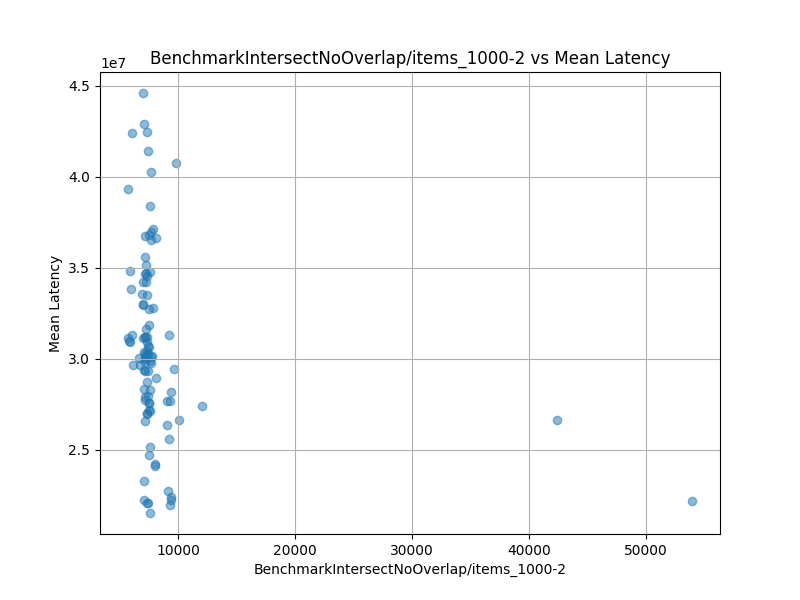 BenchmarkIntersectNoOverlap/items_1000-2 vs Mean Latency
1e7
4.5
4.0
3.5
3.0
2.5
Mean Latency
10000 20000 30000 40000 50000
BenchmarkIntersectNoOverlap/items_1000-2